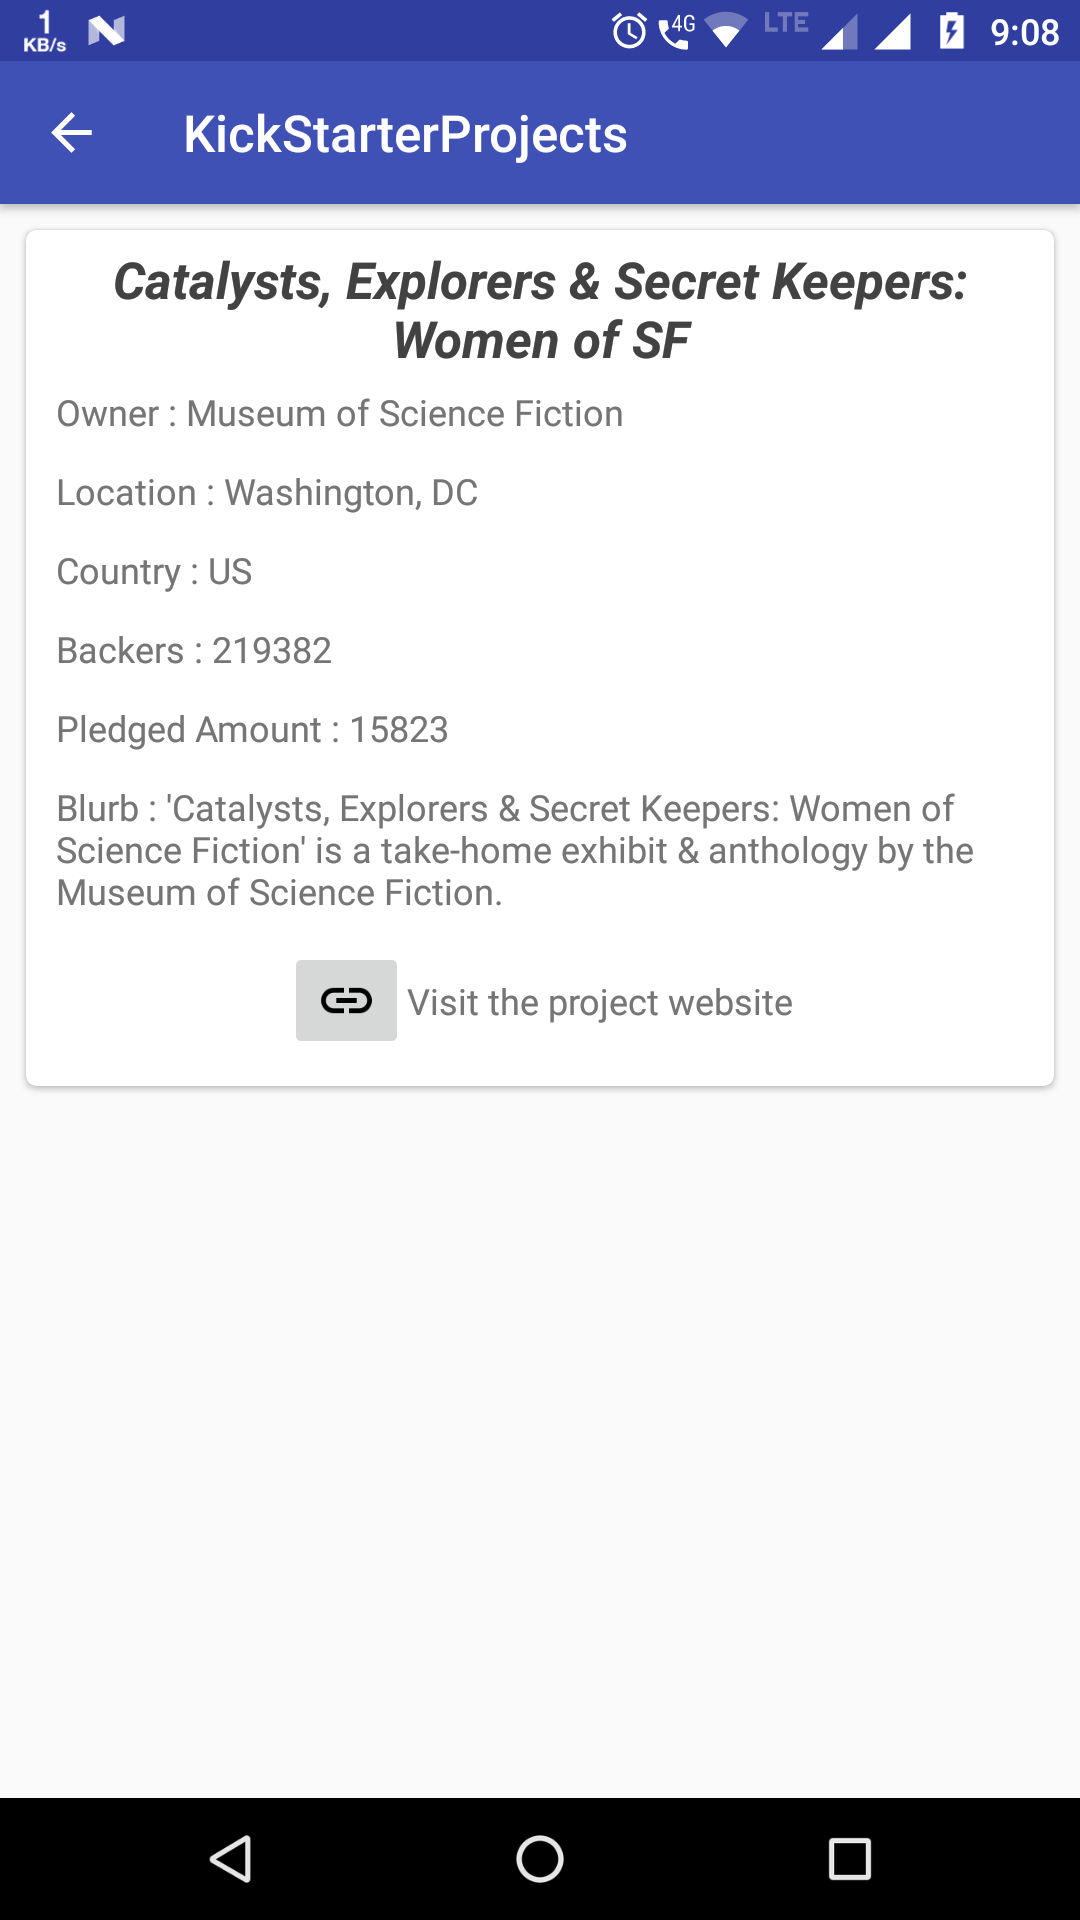 1
KB/s
4G
LTE
9:08
KickStarterProjects
Catalysts, Explorers & Secret Keepers:
Women of SF
Owner : Museum of Science Fiction
Location : Washington, DC
Country : US
Backers : 219382
Pledged Amount : 15823
Blurb : 'Catalysts, Explorers & Secret Keepers: Women of
Science Fiction' is a take-home exhibit & anthology by the
Museum of Science Fiction.
Visit the project website